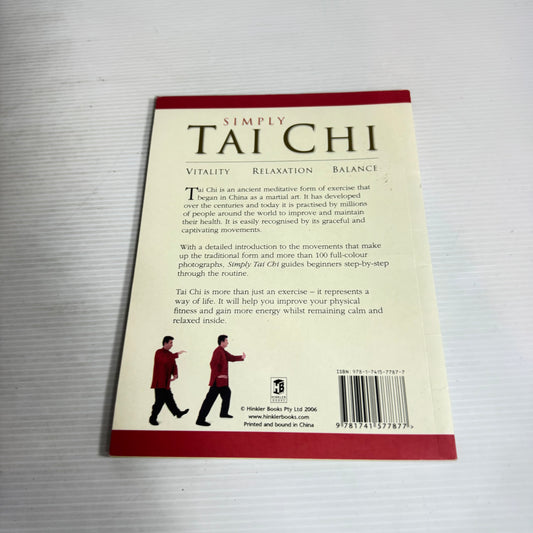 SIMPLY
TAI CHI
VITALITY RELAXATION BALANCE
Tai Chi is an ancient meditative form of exercise that
began in China as a martial art. It has developed
over the centuries and today it is practised by millions
of people around the world to improve and maintain
their health. It is easily recognised by its graceful and
captivating movements.
With a detailed introduction to the movements that make
up the traditional form and more than 100 full-colour
photographs, Simply Tai Chi guides beginners step-by-step
through the routine.
Tai Chi is more than just an exercise – it represents a
way of life. It will help you improve your physical
fitness and gain more energy whilst remaining calm and
relaxed inside.
ISBN 978-1-7415-7787-7
HB
HINKLER
BOOKS
© Hinkler Books Pty Ltd 2006
www.hinklerbooks.com
Printed and bound in China
9 781741 577877 >